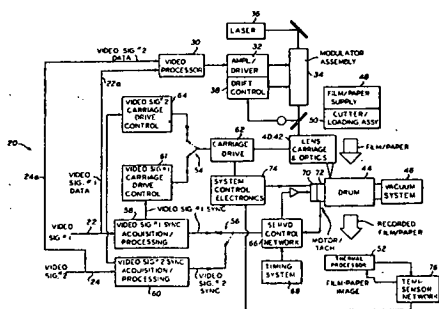 36
LASER
VIDEO SIG #2
DATA
30
32
VIDEO
PROCESSOR
AMPL/
DRIVER
DRIFT
CONTROL
38
MODULATOR
ASSEMBLY
34
48
FILM/PAPER
SUPPLY
CUTTER/
LOADING ASSY
50
22a
64
VIDEO SIG #2
CARRIAGE
DRIVE
CONTROL
20
24a
62
CARRIAGE
DRIVE
40,42
LENS
CARRIAGE
& OPTICS
FILM/PAPER
54
61
VIDEO SIG #1
CARRIAGE
DRIVE
CONTROL
VIDEO SIG. #1
DATA
74
SYSTEM
CONTROL
ELECTRONICS
70
72
44
DRUM
46
VACUUM
SYSTEM
58
VIDEO SIG #1 SYNC
56
22
VIDEO
SIG #1
VIDEO SIG #1 SYNC
ACQUISITION
/PROCESSING
SERVO
CONTROL
NETWORK
66
MOTOR/
TACH
RECORDED
FILM/PAPER
52
THERMAL
PROCESSOR
VIDEO
SIG. #2
24
VIDEO SIG #2 SYNC
ACQUISITION/
PROCESSING
60
VIDEO
SIG #2
SYNC
TIMING
SYSTEM
68
FILM-PAPER
IMAGE
76
TEMP.
SENSOR
NETWORK